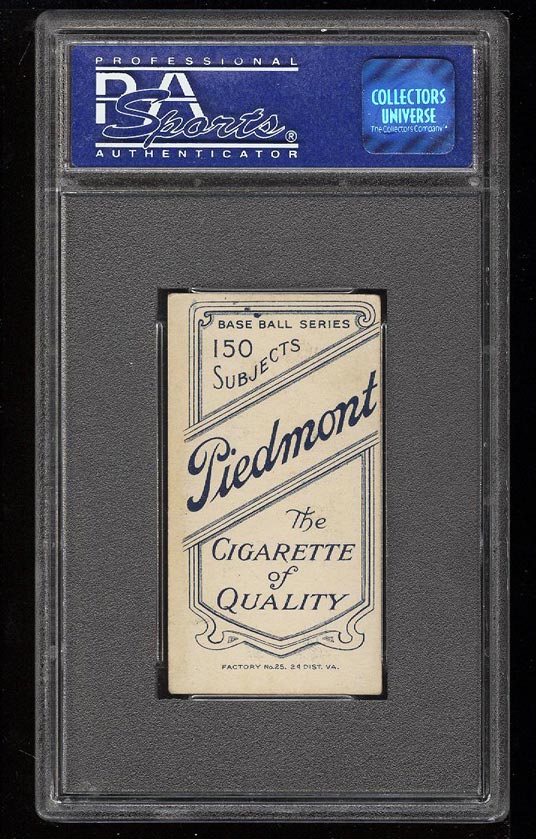 PROFESSIONAL
PSA
Sports®
AUTHENTICATOR
COLLECTORS
UNIVERSE
The Collectors Company™
BASE BALL SERIES
150
SUBJECTS
Piedmont
The
CIGARETTE
of
QUALITY
FACTORY No.25. 2d DIST. VA.